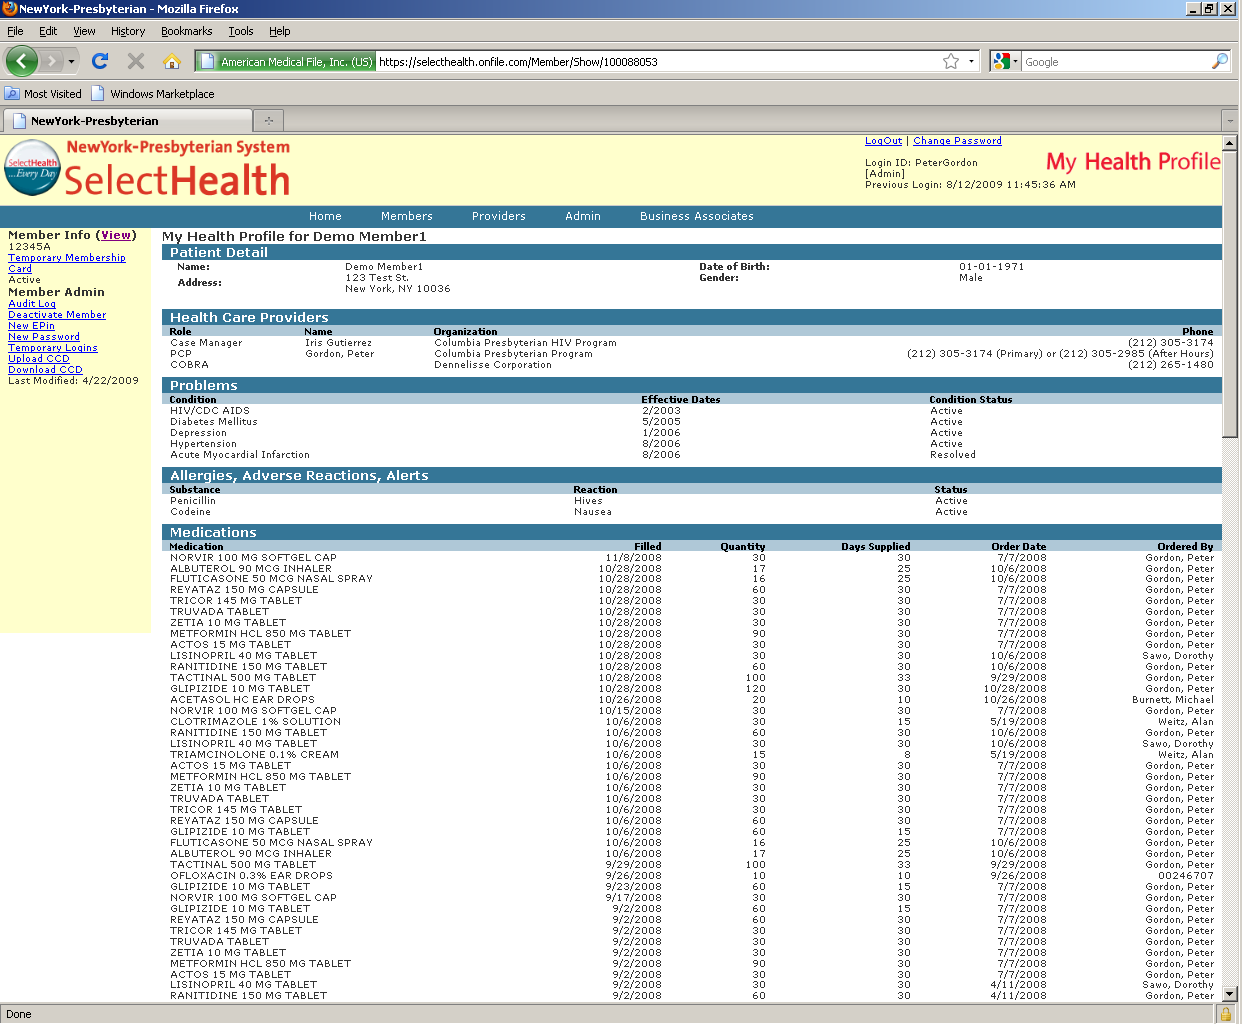 NewYork-Presbyterian - Mozilla Firefox
File Edit View History Bookmarks Tools Help
American Medical File, Inc. (US) https://selecthealth.onfile.com/Member/Show/100088053 Google
Most Visited Windows Marketplace
NewYork-Presbyterian
SelectHealth
...Every Day
NewYork-Presbyterian System
SelectHealth
LogOut | Change Password
Login ID: PeterGordon
[Admin]
Previous Login: 8/12/2009 11:45:36 AM
My Health Profile
Home Members Providers Admin Business Associates
Member Info (View)
12345A
Temporary Membership
Card
Active
Member Admin
Audit Log
Deactivate Member
New EPin
New Password
Temporary Logins
Upload CCD
Download CCD
Last Modified: 4/22/2009
My Health Profile for Demo Member1
Patient Detail
Name: Demo Member1 Date of Birth: 01-01-1971
Address: 123 Test St. Gender: Male
New York, NY 10036
Health Care Providers
Role Name Organization Phone
Case Manager Iris Gutierrez Columbia Presbyterian HIV Program (212) 305-3174
PCP Gordon, Peter Columbia Presbyterian Program (212) 305-3174 (Primary) or (212) 305-2985 (After Hours)
COBRA Dennelisse Corporation (212) 265-1480
Problems
Condition Effective Dates Condition Status
HIV/CDC AIDS 2/2003 Active
Diabetes Mellitus 5/2005 Active
Depression 1/2006 Active
Hypertension 8/2006 Active
Acute Myocardial Infarction 8/2006 Resolved
Allergies, Adverse Reactions, Alerts
Substance Reaction Status
Penicillin Hives Active
Codeine Nausea Active
Medications
Medication Filled Quantity Days Supplied Order Date Ordered By
NORVIR 100 MG SOFTGEL CAP 11/8/2008 30 30 7/7/2008 Gordon, Peter
ALBUTEROL 90 MCG INHALER 10/28/2008 17 25 10/6/2008 Gordon, Peter
FLUTICASONE 50 MCG NASAL SPRAY 10/28/2008 16 25 10/6/2008 Gordon, Peter
REYATAZ 150 MG CAPSULE 10/28/2008 60 30 7/7/2008 Gordon, Peter
TRICOR 145 MG TABLET 10/28/2008 30 30 7/7/2008 Gordon, Peter
TRUVADA TABLET 10/28/2008 30 30 7/7/2008 Gordon, Peter
ZETIA 10 MG TABLET 10/28/2008 30 30 7/7/2008 Gordon, Peter
METFORMIN HCL 850 MG TABLET 10/28/2008 90 30 7/7/2008 Gordon, Peter
ACTOS 15 MG TABLET 10/28/2008 30 30 7/7/2008 Gordon, Peter
LISINOPRIL 40 MG TABLET 10/28/2008 30 30 10/6/2008 Sawo, Dorothy
RANITIDINE 150 MG TABLET 10/28/2008 60 30 10/6/2008 Gordon, Peter
TACTINAL 500 MG TABLET 10/28/2008 100 33 9/29/2008 Gordon, Peter
GLIPIZIDE 10 MG TABLET 10/28/2008 120 30 10/28/2008 Gordon, Peter
ACETASOL HC EAR DROPS 10/26/2008 20 10 10/26/2008 Burnett, Michael
NORVIR 100 MG SOFTGEL CAP 10/15/2008 30 30 7/7/2008 Gordon, Peter
CLOTRIMAZOLE 1% SOLUTION 10/6/2008 30 15 5/19/2008 Weitz, Alan
RANITIDINE 150 MG TABLET 10/6/2008 60 30 7/7/2008 Gordon, Peter
LISINOPRIL 40 MG TABLET 10/6/2008 30 30 10/6/2008 Sawo, Dorothy
TRIAMCINOLONE 0.1% CREAM 10/6/2008 15 8 5/19/2008 Weitz, Alan
ACTOS 15 MG TABLET 10/6/2008 30 30 7/7/2008 Gordon, Peter
METFORMIN HCL 850 MG TABLET 10/6/2008 90 30 7/7/2008 Gordon, Peter
ZETIA 10 MG TABLET 10/6/2008 30 30 7/7/2008 Gordon, Peter
TRUVADA TABLET 10/6/2008 30 30 7/7/2008 Gordon, Peter
TRICOR 145 MG TABLET 10/6/2008 30 30 7/7/2008 Gordon, Peter
REYATAZ 150 MG CAPSULE 10/6/2008 60 30 7/7/2008 Gordon, Peter
GLIPIZIDE 10 MG TABLET 10/6/2008 60 15 7/7/2008 Gordon, Peter
FLUTICASONE 50 MCG NASAL SPRAY 10/6/2008 16 25 10/6/2008 Gordon, Peter
ALBUTEROL 90 MCG INHALER 10/6/2008 17 25 10/6/2008 Gordon, Peter
TACTINAL 500 MG TABLET 9/29/2008 100 33 9/29/2008 Gordon, Peter
OFLOXACIN 0.3% EAR DROPS 9/26/2008 10 10 9/26/2008 00246707
GLIPIZIDE 10 MG TABLET 9/23/2008 60 15 7/7/2008 Gordon, Peter
NORVIR 100 MG SOFTGEL CAP 9/17/2008 30 30 7/7/2008 Gordon, Peter
GLIPIZIDE 10 MG TABLET 9/2/2008 60 15 7/7/2008 Gordon, Peter
REYATAZ 150 MG CAPSULE 9/2/2008 60 30 7/7/2008 Gordon, Peter
TRICOR 145 MG TABLET 9/2/2008 30 30 7/7/2008 Gordon, Peter
TRUVADA TABLET 9/2/2008 30 30 7/7/2008 Gordon, Peter
ZETIA 10 MG TABLET 9/2/2008 30 30 7/7/2008 Gordon, Peter
METFORMIN HCL 850 MG TABLET 9/2/2008 90 30 7/7/2008 Gordon, Peter
ACTOS 15 MG TABLET 9/2/2008 30 30 7/7/2008 Gordon, Peter
LISINOPRIL 40 MG TABLET 9/2/2008 30 30 4/11/2008 Sawo, Dorothy
RANITIDINE 150 MG TABLET 9/2/2008 60 30 4/11/2008 Gordon, Peter
Done